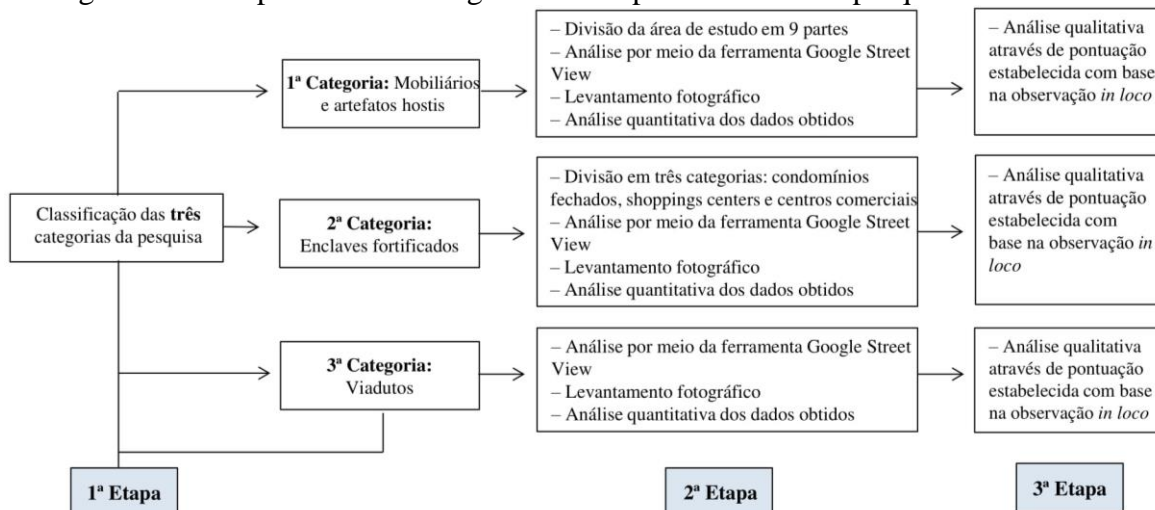 Classificação das três
categorias da pesquisa
1ª Categoria: Mobiliários
e artefatos hostis
– Divisão da área de estudo em 9 partes
– Análise por meio da ferramenta Google Street
View
– Levantamento fotográfico
– Análise quantitativa dos dados obtidos
– Análise qualitativa
através de pontuação
estabelecida com base
na observação in loco
2ª Categoria:
Enclaves fortificados
– Divisão em três categorias: condomínios
fechados, shoppings centers e centros comerciais
– Análise por meio da ferramenta Google Street
View
– Levantamento fotográfico
– Análise quantitativa dos dados obtidos
– Análise qualitativa
através de pontuação
estabelecida com
base na observação in
loco
3ª Categoria:
Viadutos
– Análise por meio da ferramenta Google Street
View
– Levantamento fotográfico
– Análise quantitativa dos dados obtidos
– Análise qualitativa
através de pontuação
estabelecida com base
na observação in loco
1ª Etapa
2ª Etapa
3ª Etapa